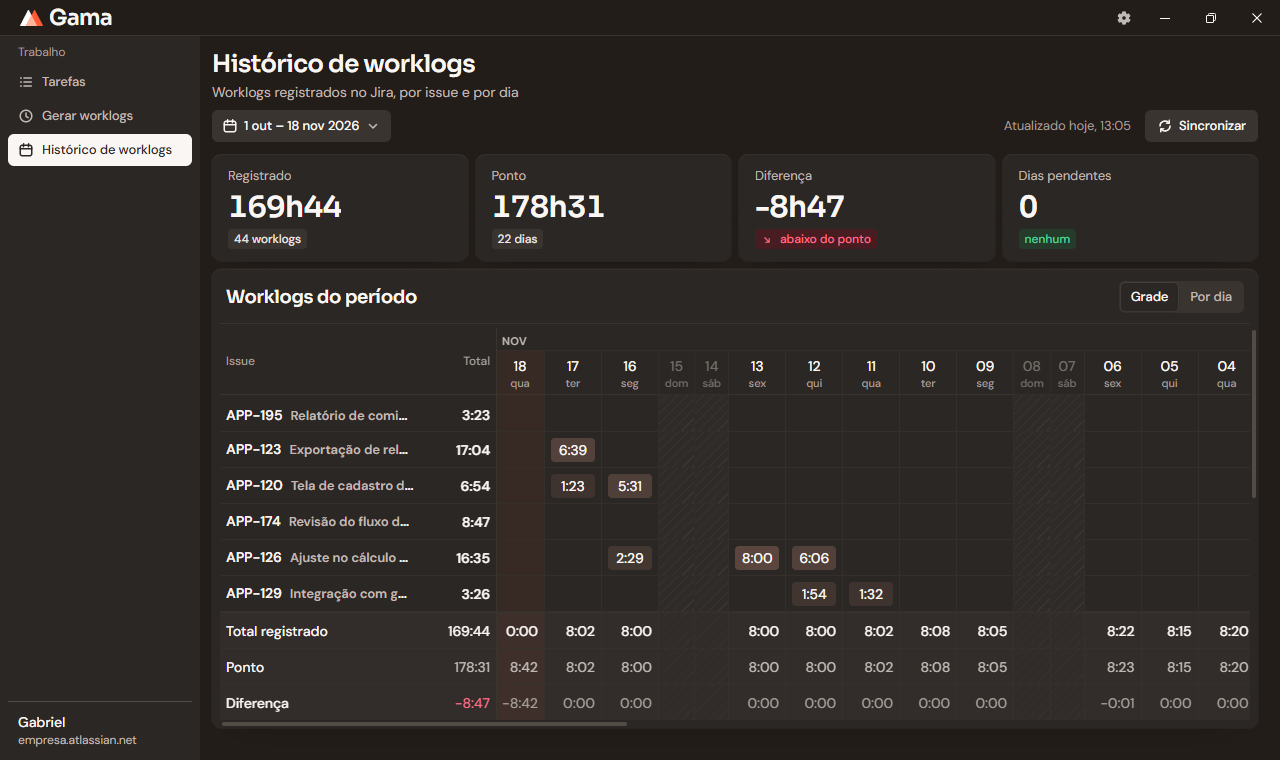 Gama
Trabalho
Tarefas
Gerar worklogs
Histórico de worklogs
Gabriel
empresa.atlassian.net
Histórico de worklogs
Worklogs registrados no Jira, por issue e por dia
1 out – 18 nov 2026
Atualizado hoje, 13:05
Sincronizar
Registrado
169h44
44 worklogs
Ponto
178h31
22 dias
Diferença
-8h47
abaixo do ponto
Dias pendentes
0
nenhum
Worklogs do período
Grade Por dia
NOV
Issue Total 18 17 16 15 14 13 12 11 10 09 08 07 06 05 04
qua ter seg dom sáb sex qui qua ter seg dom sáb sex qui qua
APP-195 Relatório de comi... 3:23
APP-123 Exportação de rel... 17:04 6:39
APP-120 Tela de cadastro d... 6:54 1:23 5:31
APP-174 Revisão do fluxo d... 8:47
APP-126 Ajuste no cálculo ... 16:35 2:29 8:00 6:06
APP-129 Integração com g... 3:26 1:54 1:32
Total registrado 169:44 0:00 8:02 8:00 8:00 8:00 8:02 8:08 8:05 8:22 8:15 8:20
Ponto 178:31 8:42 8:02 8:00 8:00 8:00 8:02 8:08 8:05 8:23 8:15 8:20
Diferença -8:47 -8:42 0:00 0:00 0:00 0:00 0:00 0:00 0:00 -0:01 0:00 0:00